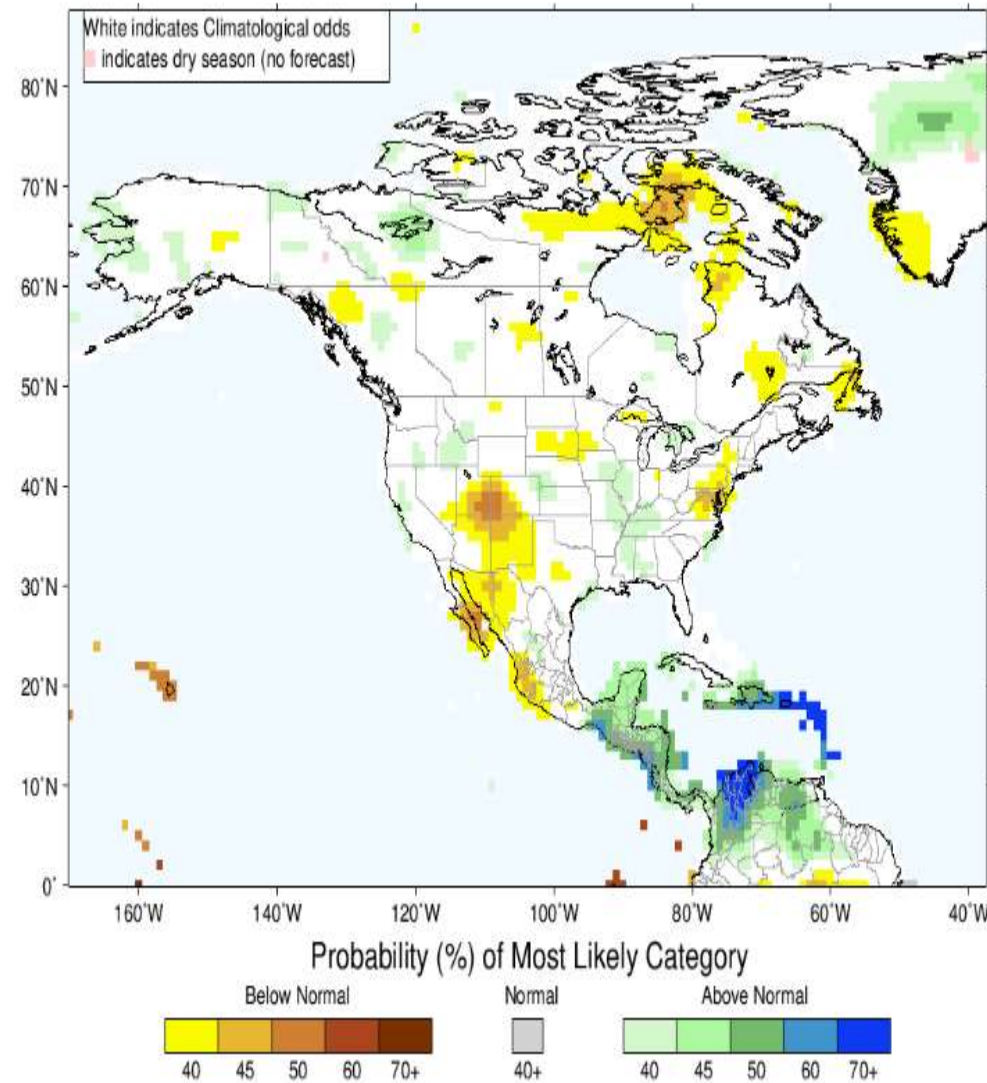 White indicates Climatological odds
indicates dry season (no forecast)
80°N
70°N
60°N
50°N
40°N
30°N
20°N
10°N
0°
160°W 140°W 120°W 100°W 80°W 60°W 40°W
Probability (%) of Most Likely Category
Below Normal Normal Above Normal
40 45 50 60 70+ 40+ 40 45 50 60 70+